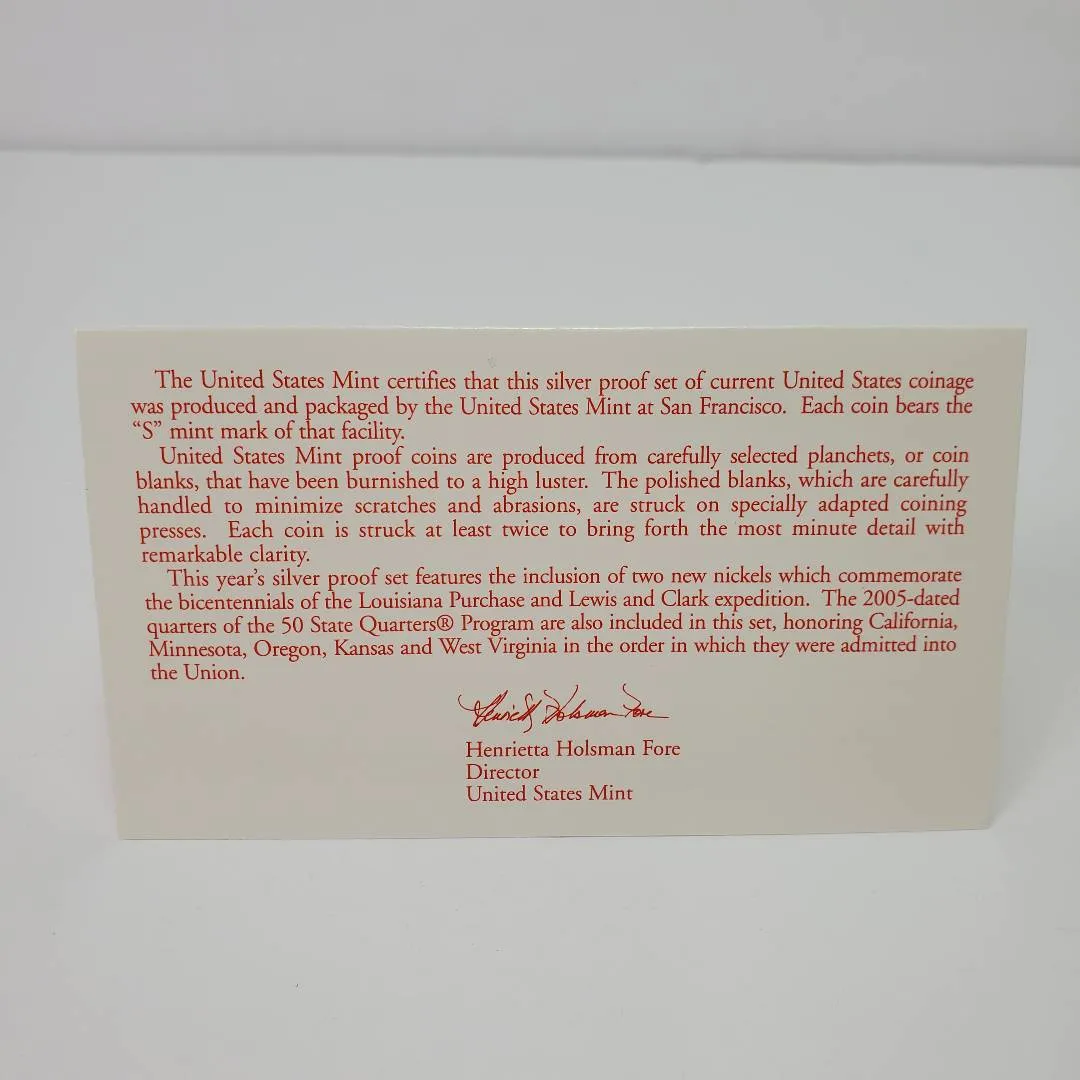 The United States Mint certifies that this silver proof set of current United States coinage
was produced and packaged by the United States Mint at San Francisco. Each coin bears the
“S” mint mark of that facility.
United States Mint proof coins are produced from carefully selected planchets, or coin
blanks, that have been burnished to a high luster. The polished blanks, which are carefully
handled to minimize scratches and abrasions, are struck on specially adapted coining
presses. Each coin is struck at least twice to bring forth the most minute detail with
remarkable clarity.
This year’s silver proof set features the inclusion of two new nickels which commemorate
the bicentennials of the Louisiana Purchase and Lewis and Clark expedition. The 2005-dated
quarters of the 50 State Quarters® Program are also included in this set, honoring California,
Minnesota, Oregon, Kansas and West Virginia in the order in which they were admitted into
the Union.
Henrietta Holsman Fore
Henrietta Holsman Fore
Director
United States Mint